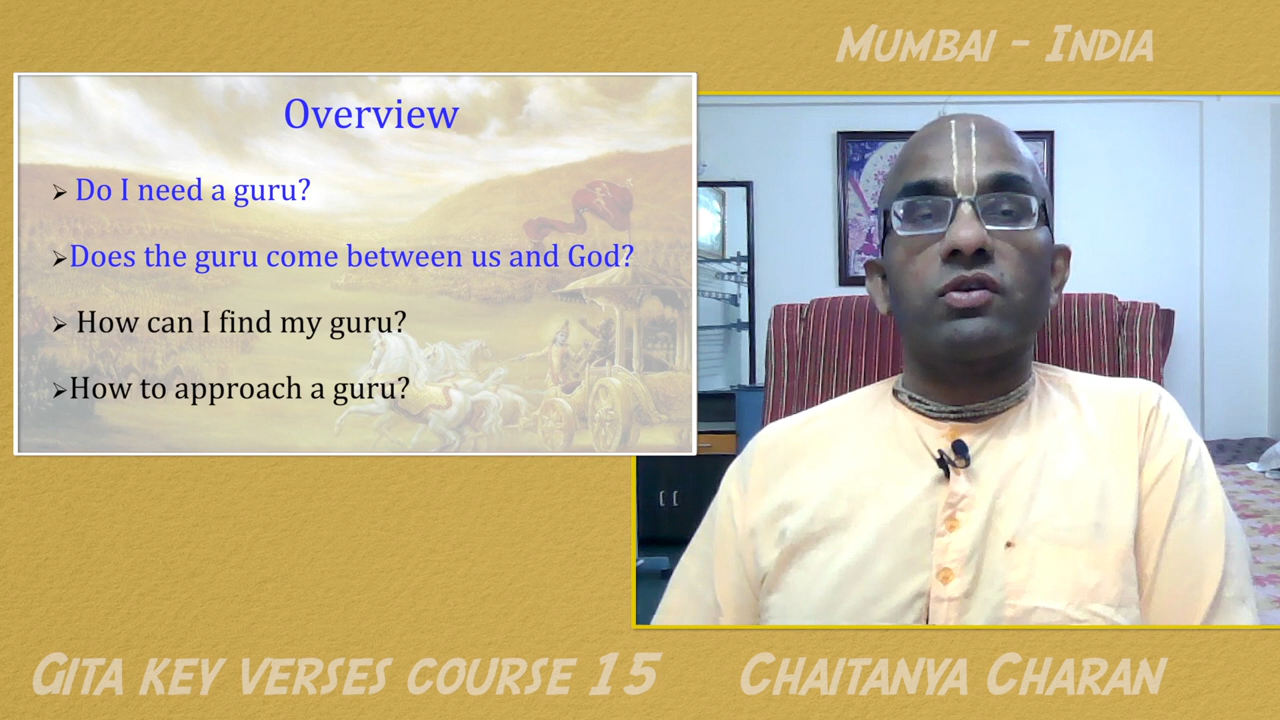 MUMBAI - INDIA
Overview
➢ Do I need a guru?
➢Does the guru come between us and God?
➢ How can I find my guru?
➢How to approach a guru?
GITA KEY VERSES COURSE 15
CHAITANYA CHARAN